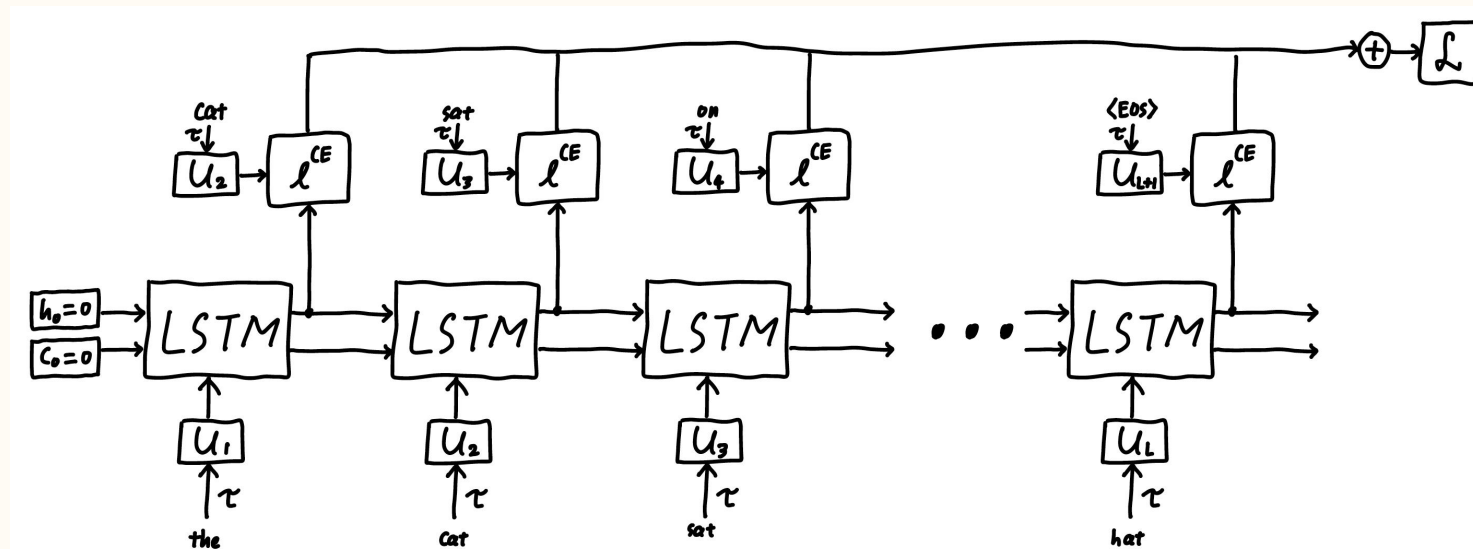 ⊕ ℒ
cat sat on <EOS>
τ τ τ τ
U₂ ℓ^CE U₃ ℓ^CE U₄ ℓ^CE U_{L+1} ℓ^CE
h₀=0
LSTM LSTM LSTM ... LSTM
C₀=0
U₁ U₂ U₃ U_L
τ τ τ τ
the cat sat hat